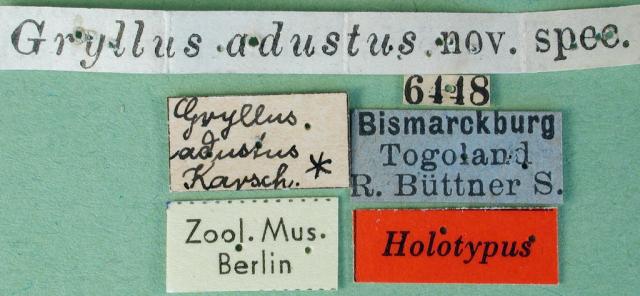 Gryllus adustus nov. spec.
6448
Gryllus.
adustus
Karsch. *
Bismarckburg
Togoland
R. Büttner S.
Zool. Mus.
Berlin
Holotypus